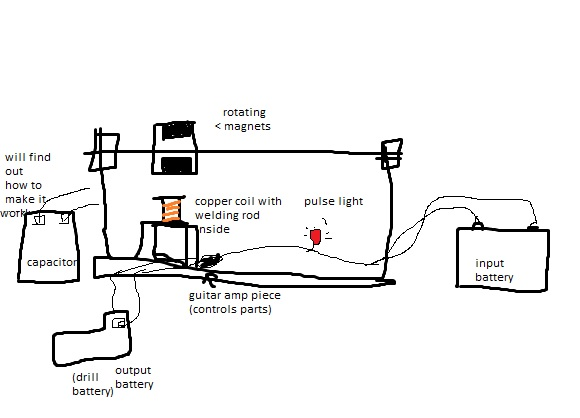 rotating
< magnets
will find
out
how to
make it
work
copper coil with
welding rod
inside
pulse light
capacitor
input
battery
guitar amp piece
(controls parts)
output
battery
(drill
battery)